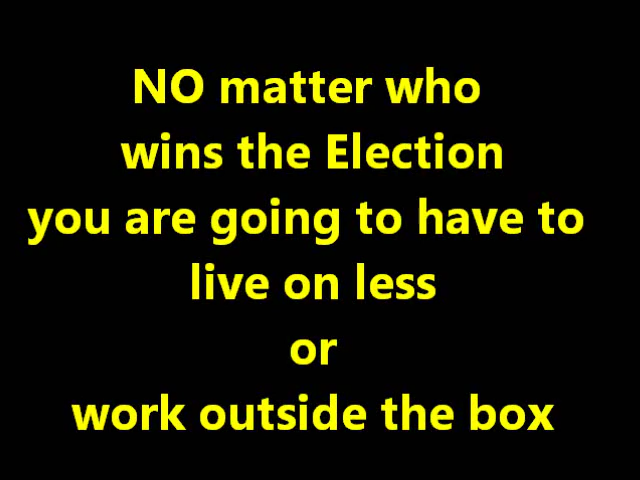 NO matter who
wins the Election
you are going to have to
live on less
or
work outside the box